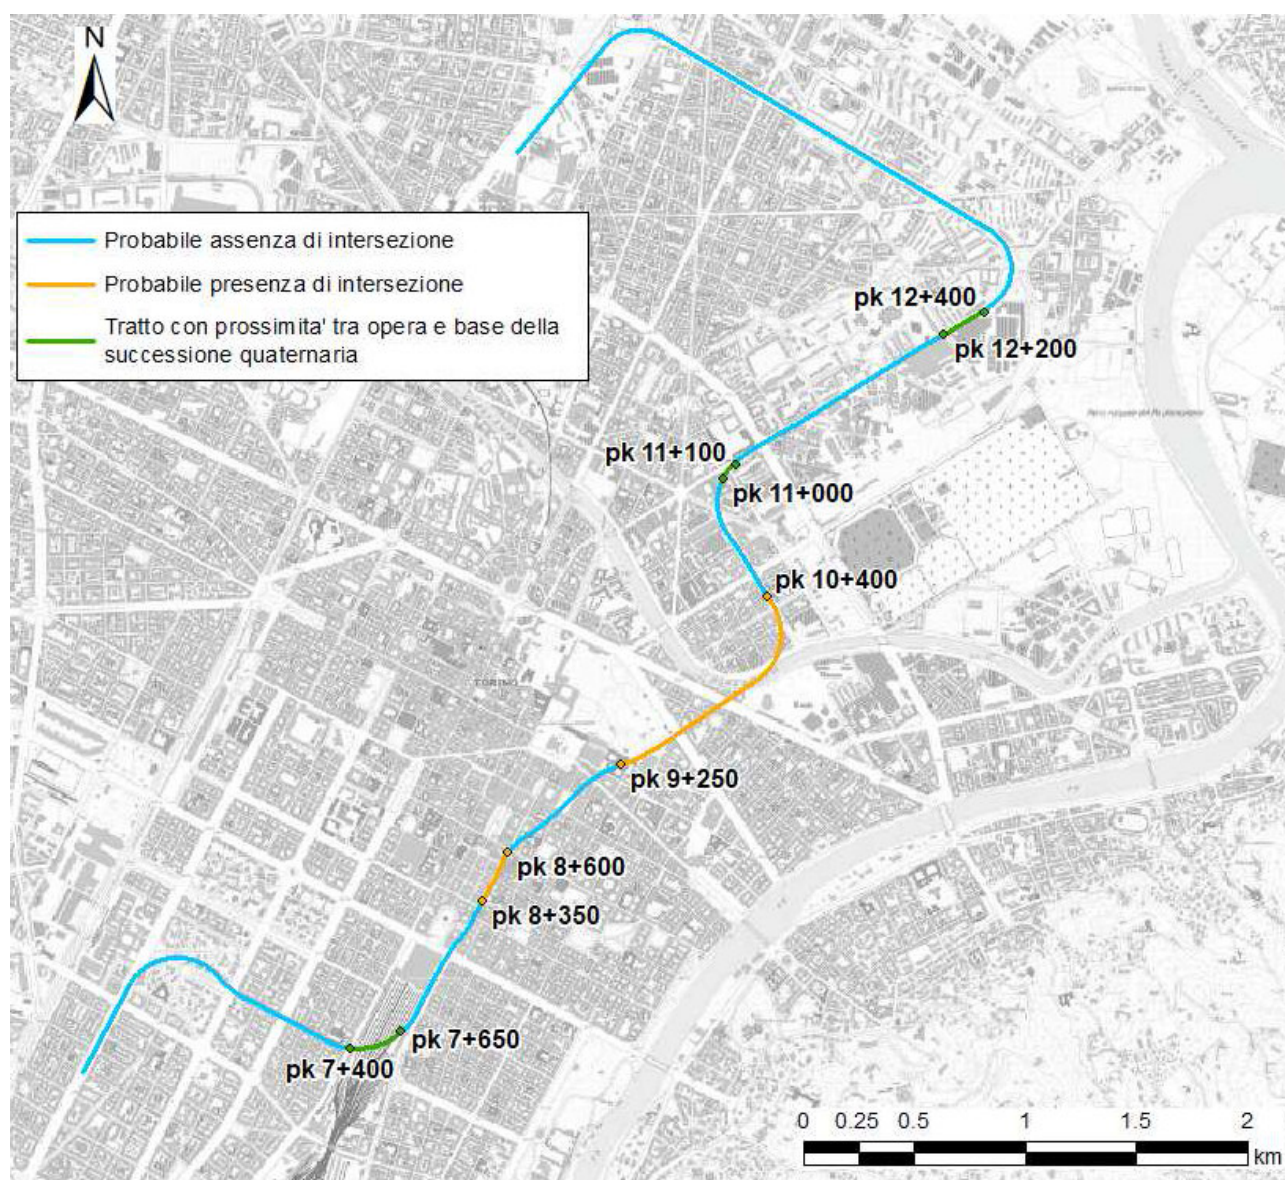 N
Probabile assenza di intersezione
Probabile presenza di intersezione
Tratto con prossimita' tra opera e base della
successione quaternaria
pk 12+400
pk 12+200
pk 11+100
pk 11+000
pk 10+400
TORINO
pk 9+250
pk 8+600
pk 8+350
pk 7+650
pk 7+400
0 0.25 0.5 1 1.5 2
km